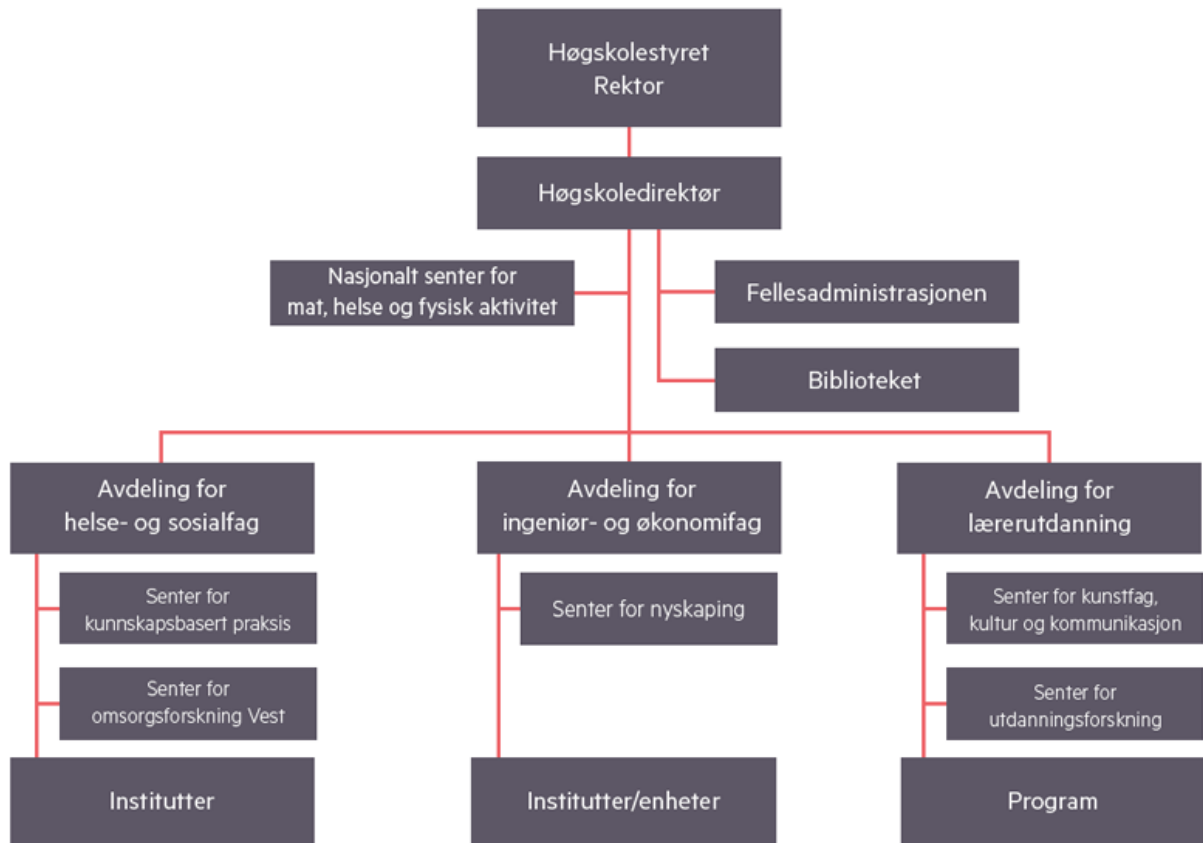 Høgskolestyret
Rektor
Høgskoledirektør
Nasjonalt senter for
mat, helse og fysisk aktivitet
Fellesadministrasjonen
Biblioteket
Avdeling for
helse- og sosialfag
Avdeling for
ingeniør- og økonomifag
Avdeling for
lærerutdanning
Senter for
kunnskapsbasert praksis
Senter for nyskaping
Senter for kunstfag,
kultur og kommunikasjon
Senter for
omsorgsforskning Vest
Senter for
utdanningsforskning
Institutter
Institutter/enheter
Program